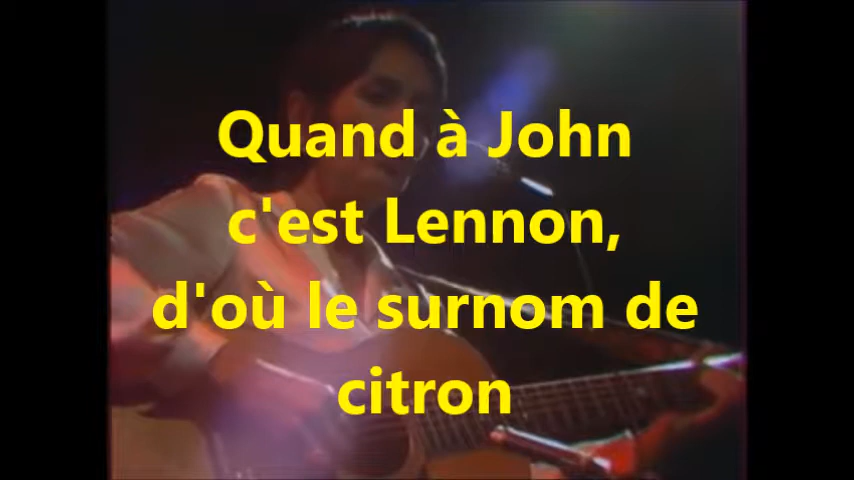 Quand à John
c'est Lennon,
d'où le surnom de
citron